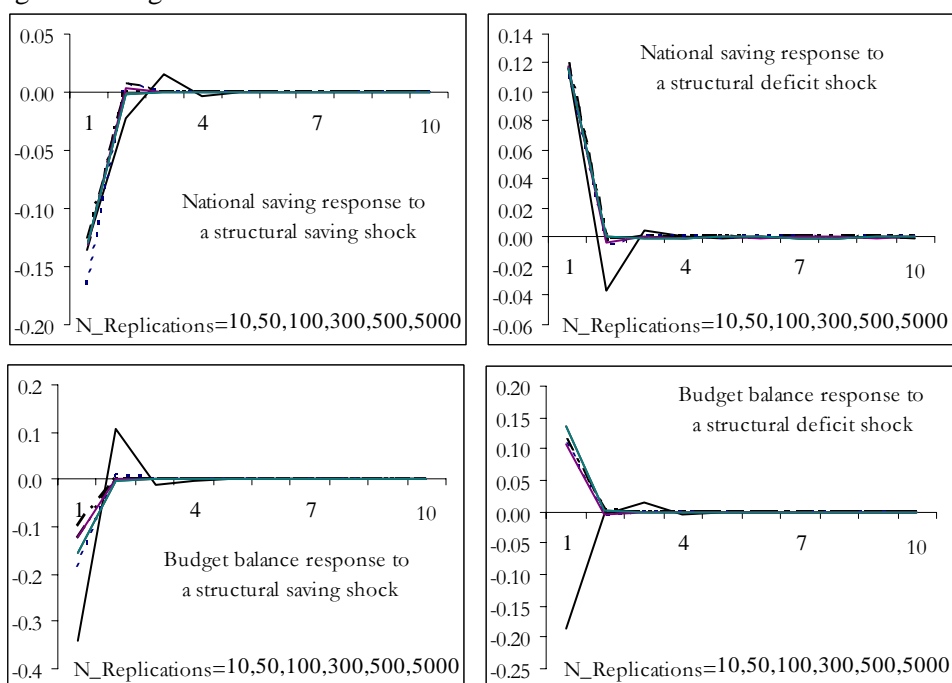 0.05
0.00
-0.05
-0.10
-0.15
-0.20
1 4 7 10
National saving response to
a structural saving shock
N_Replications=10,50,100,300,500,5000
0.14
0.12
0.10
0.08
0.06
0.04
0.02
0.00
-0.02
-0.04
-0.06
National saving response to
a structural deficit shock
1 4 7 10
N_Replications=10,50,100,300,500,5000
0.2
0.1
0.0
-0.1
-0.2
-0.3
-0.4
1 4 7 10
Budget balance response to
a structural saving shock
N_Replications=10,50,100,300,500,5000
0.20
0.15
0.10
0.05
0.00
-0.05
-0.10
-0.15
-0.20
-0.25
Budget balance response to
a structural deficit shock
1 4 7 10
N_Replications=10,50,100,300,500,5000